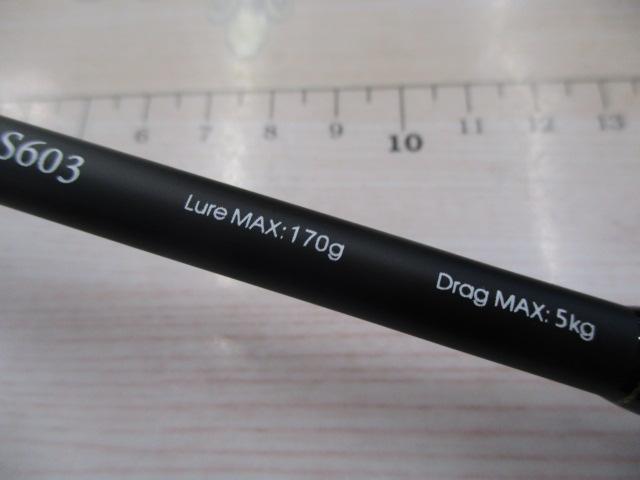 6 7 8 9 10 11 12 13
S603
Lure MAX:170g
Drag MAX:5kg